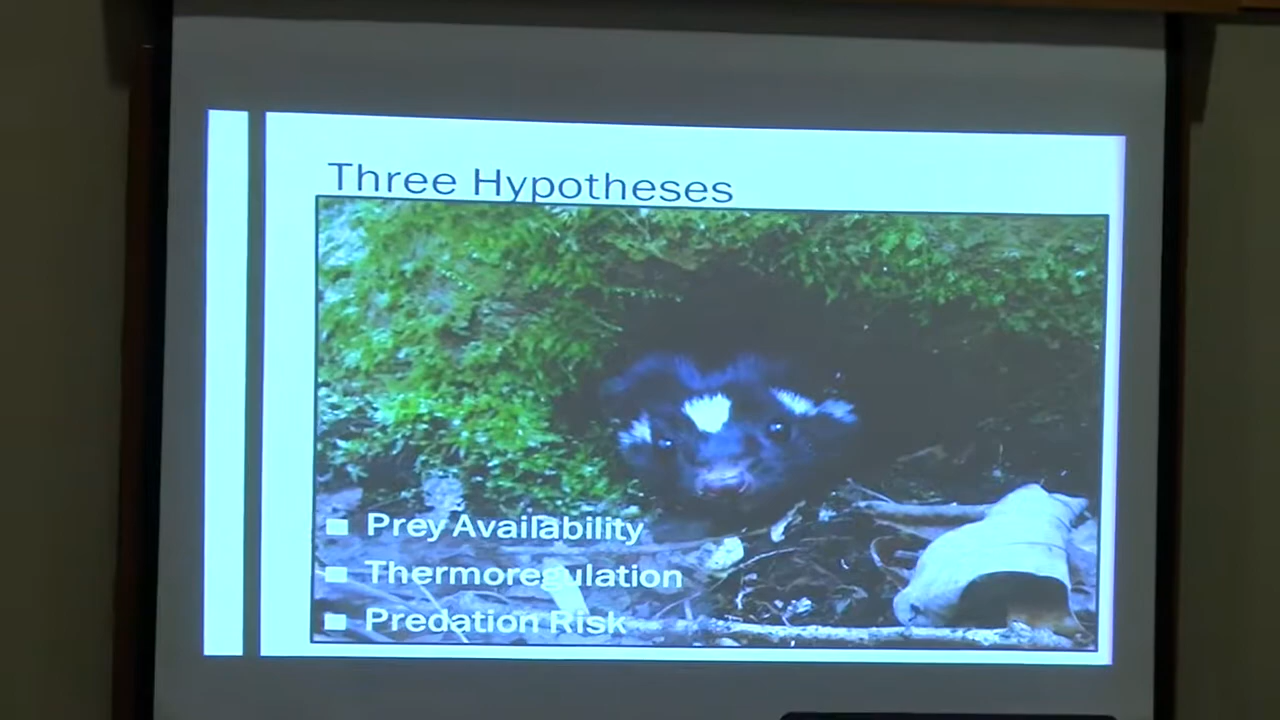 Three Hypotheses
Prey Availability
Thermoregulation
Predation Risk